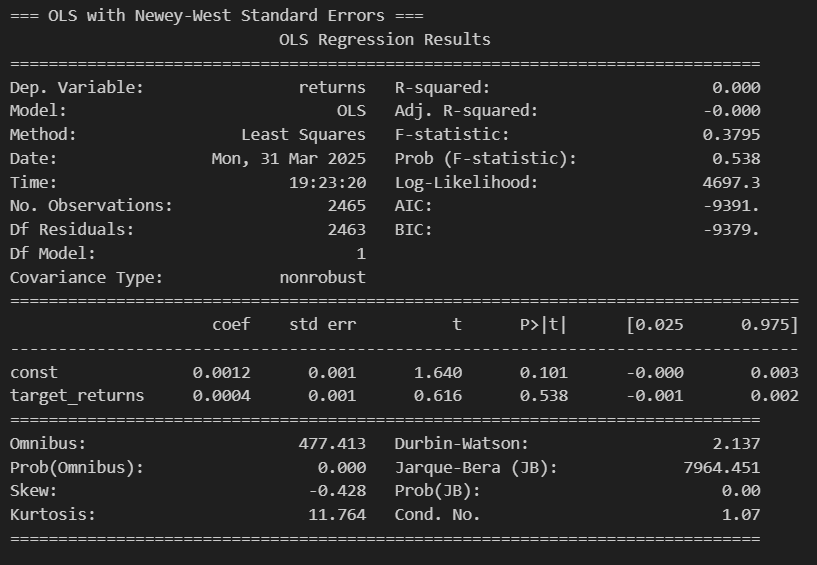 === OLS with Newey-West Standard Errors ===
                            OLS Regression Results
==============================================================================
Dep. Variable:                returns   R-squared:                       0.000
Model:                            OLS   Adj. R-squared:                 -0.000
Method:                 Least Squares   F-statistic:                    0.3795
Date:                Mon, 31 Mar 2025   Prob (F-statistic):              0.538
Time:                        19:23:20   Log-Likelihood:                 4697.3
No. Observations:                2465   AIC:                            -9391.
Df Residuals:                    2463   BIC:                            -9379.
Df Model:                           1
Covariance Type:            nonrobust
==================================================================================
                     coef    std err          t      P>|t|      [0.025      0.975]
----------------------------------------------------------------------------------
const              0.0012      0.001      1.640      0.101      -0.000       0.003
target_returns     0.0004      0.001      0.616      0.538      -0.001       0.002
==============================================================================
Omnibus:                      477.413   Durbin-Watson:                   2.137
Prob(Omnibus):                  0.000   Jarque-Bera (JB):             7964.451
Skew:                          -0.428   Prob(JB):                         0.00
Kurtosis:                      11.764   Cond. No.                         1.07
==============================================================================